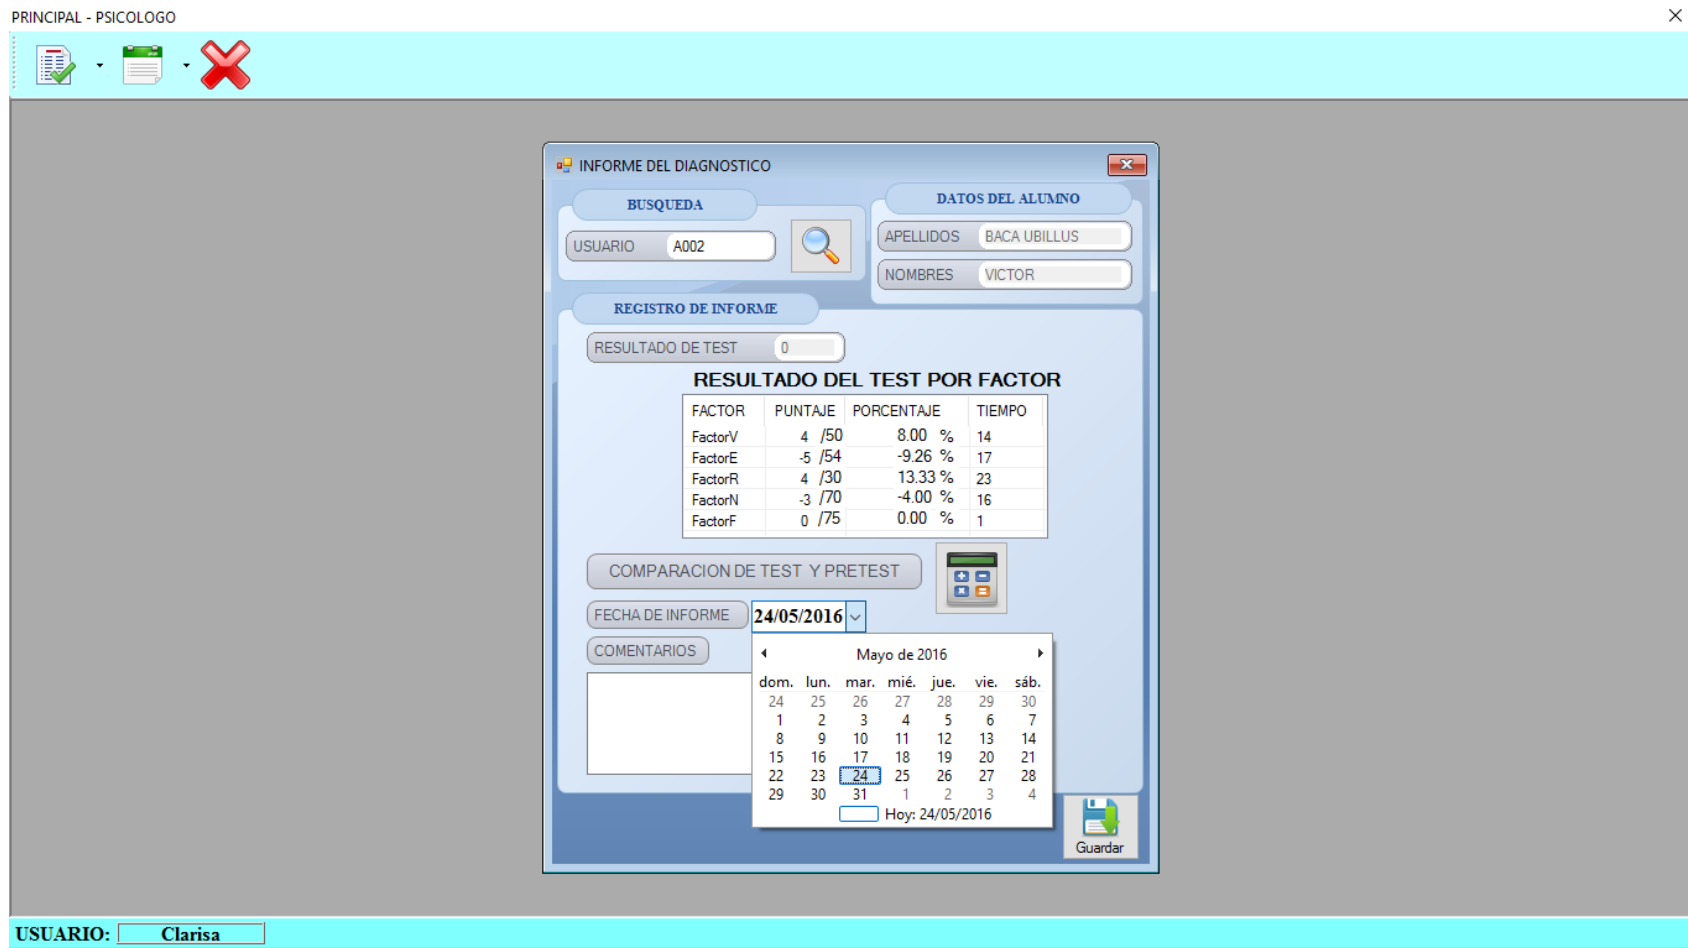 PRINCIPAL - PSICOLOGO
INFORME DEL DIAGNOSTICO
BUSQUEDA
USUARIO A002
DATOS DEL ALUMNO
APELLIDOS BACA UBILLUS
NOMBRES VICTOR
REGISTRO DE INFORME
RESULTADO DE TEST 0
RESULTADO DEL TEST POR FACTOR
FACTOR PUNTAJE PORCENTAJE TIEMPO
FactorV 4 /50 8.00 % 14
FactorE -5 /54 -9.26 % 17
FactorR 4 /30 13.33 % 23
FactorN -3 /70 -4.00 % 16
FactorF 0 /75 0.00 % 1
COMPARACION DE TEST Y PRETEST
FECHA DE INFORME 24/05/2016
COMENTARIOS
Mayo de 2016
dom. lun. mar. mié. jue. vie. sáb.
24 25 26 27 28 29 30
1 2 3 4 5 6 7
8 9 10 11 12 13 14
15 16 17 18 19 20 21
22 23 24 25 26 27 28
29 30 31 1 2 3 4
Hoy: 24/05/2016
Guardar
USUARIO: Clarisa